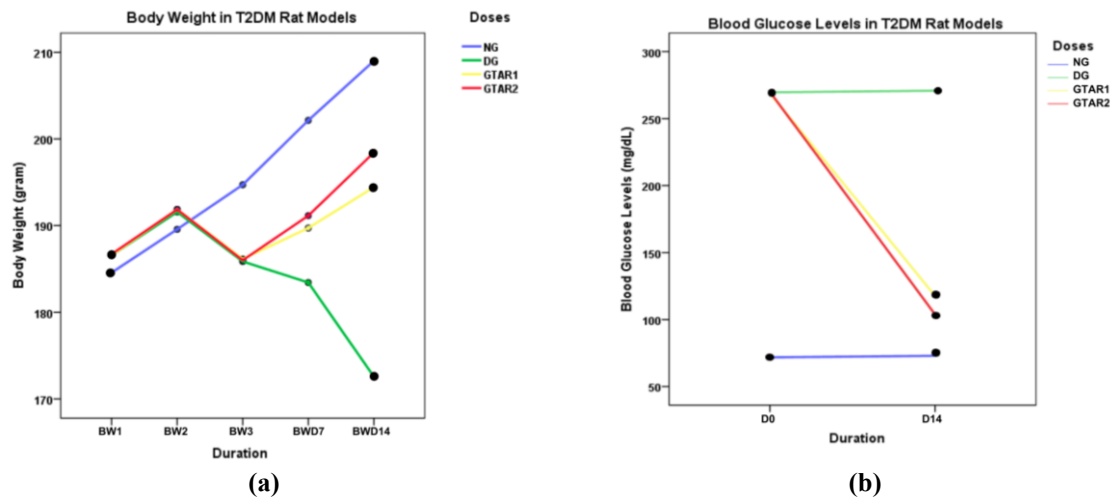 Body Weight in T2DM Rat Models
Doses
NG
DG
GTAR1
GTAR2
Body Weight (gram)
210
200
190
180
170
BW1 BW2 BW3 BWD7 BWD14
Duration
(a)
Blood Glucose Levels in T2DM Rat Models
Doses
NG
DG
GTAR1
GTAR2
Blood Glucose Levels (mg/dL)
300
250
200
150
100
50
D0 D14
Duration
(b)